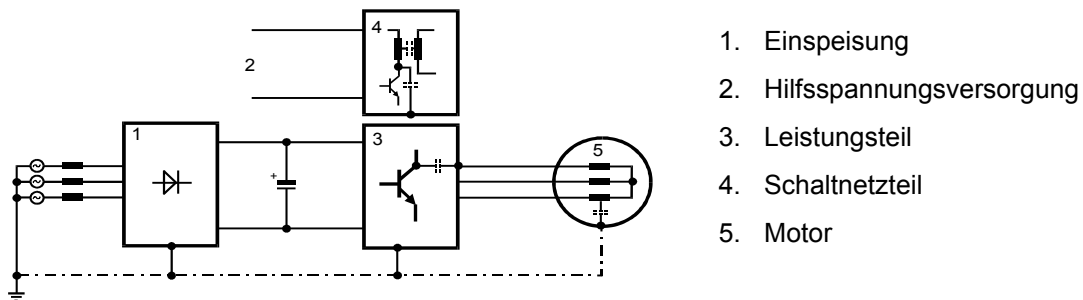 4
2
1
3
5
+
1. Einspeisung
2. Hilfsspannungsversorgung
3. Leistungsteil
4. Schaltnetzteil
5. Motor